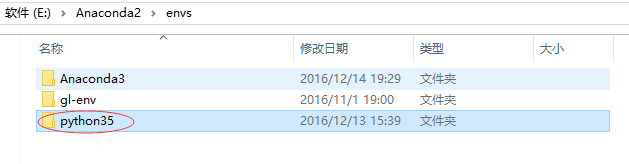 软件 (E:) › Anaconda2 › envs
名称 修改日期 类型 大小
Anaconda3 2016/12/14 19:29 文件夹
gl-env 2016/11/1 19:00 文件夹
python35 2016/12/13 15:39 文件夹